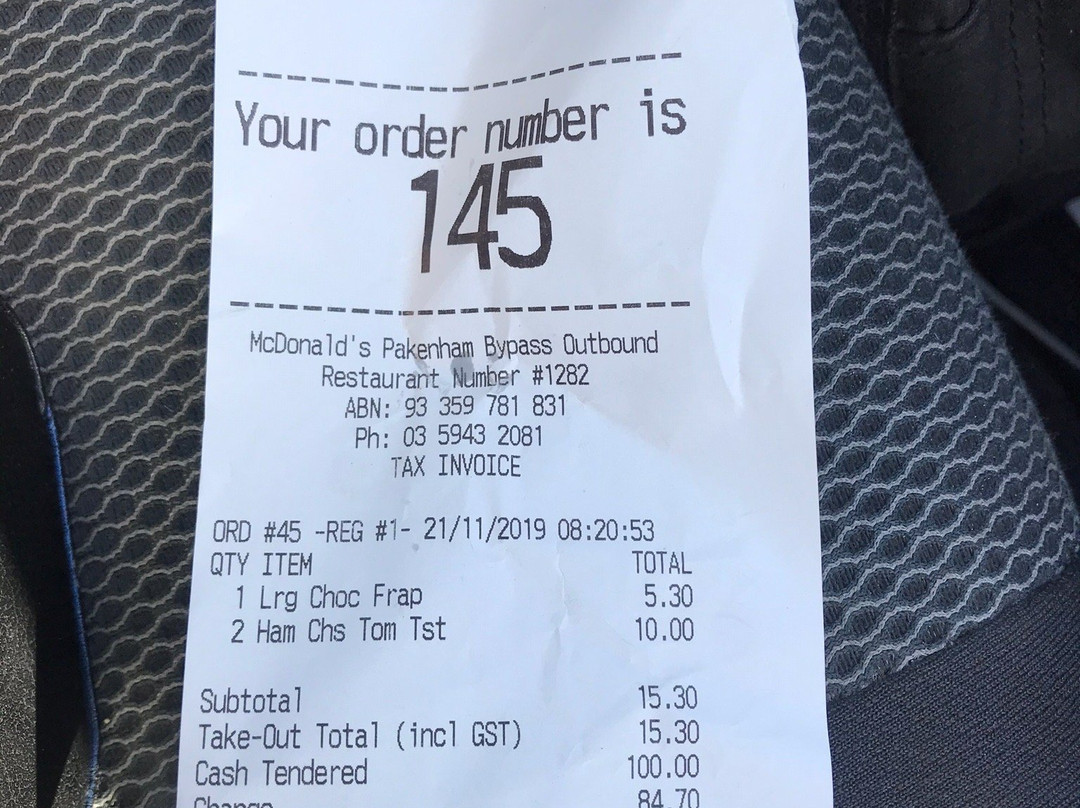 Your order number is
145
McDonald's Pakenham Bypass Outbound
Restaurant Number #1282
ABN: 93 359 781 831
Ph: 03 5943 2081
TAX INVOICE
ORD #45 -REG #1- 21/11/2019 08:20:53
QTY ITEM TOTAL
1 Lrg Choc Frap 5.30
2 Ham Chs Tom Tst 10.00
Subtotal 15.30
Take-Out Total (incl GST) 15.30
Cash Tendered 100.00
Change 84.70